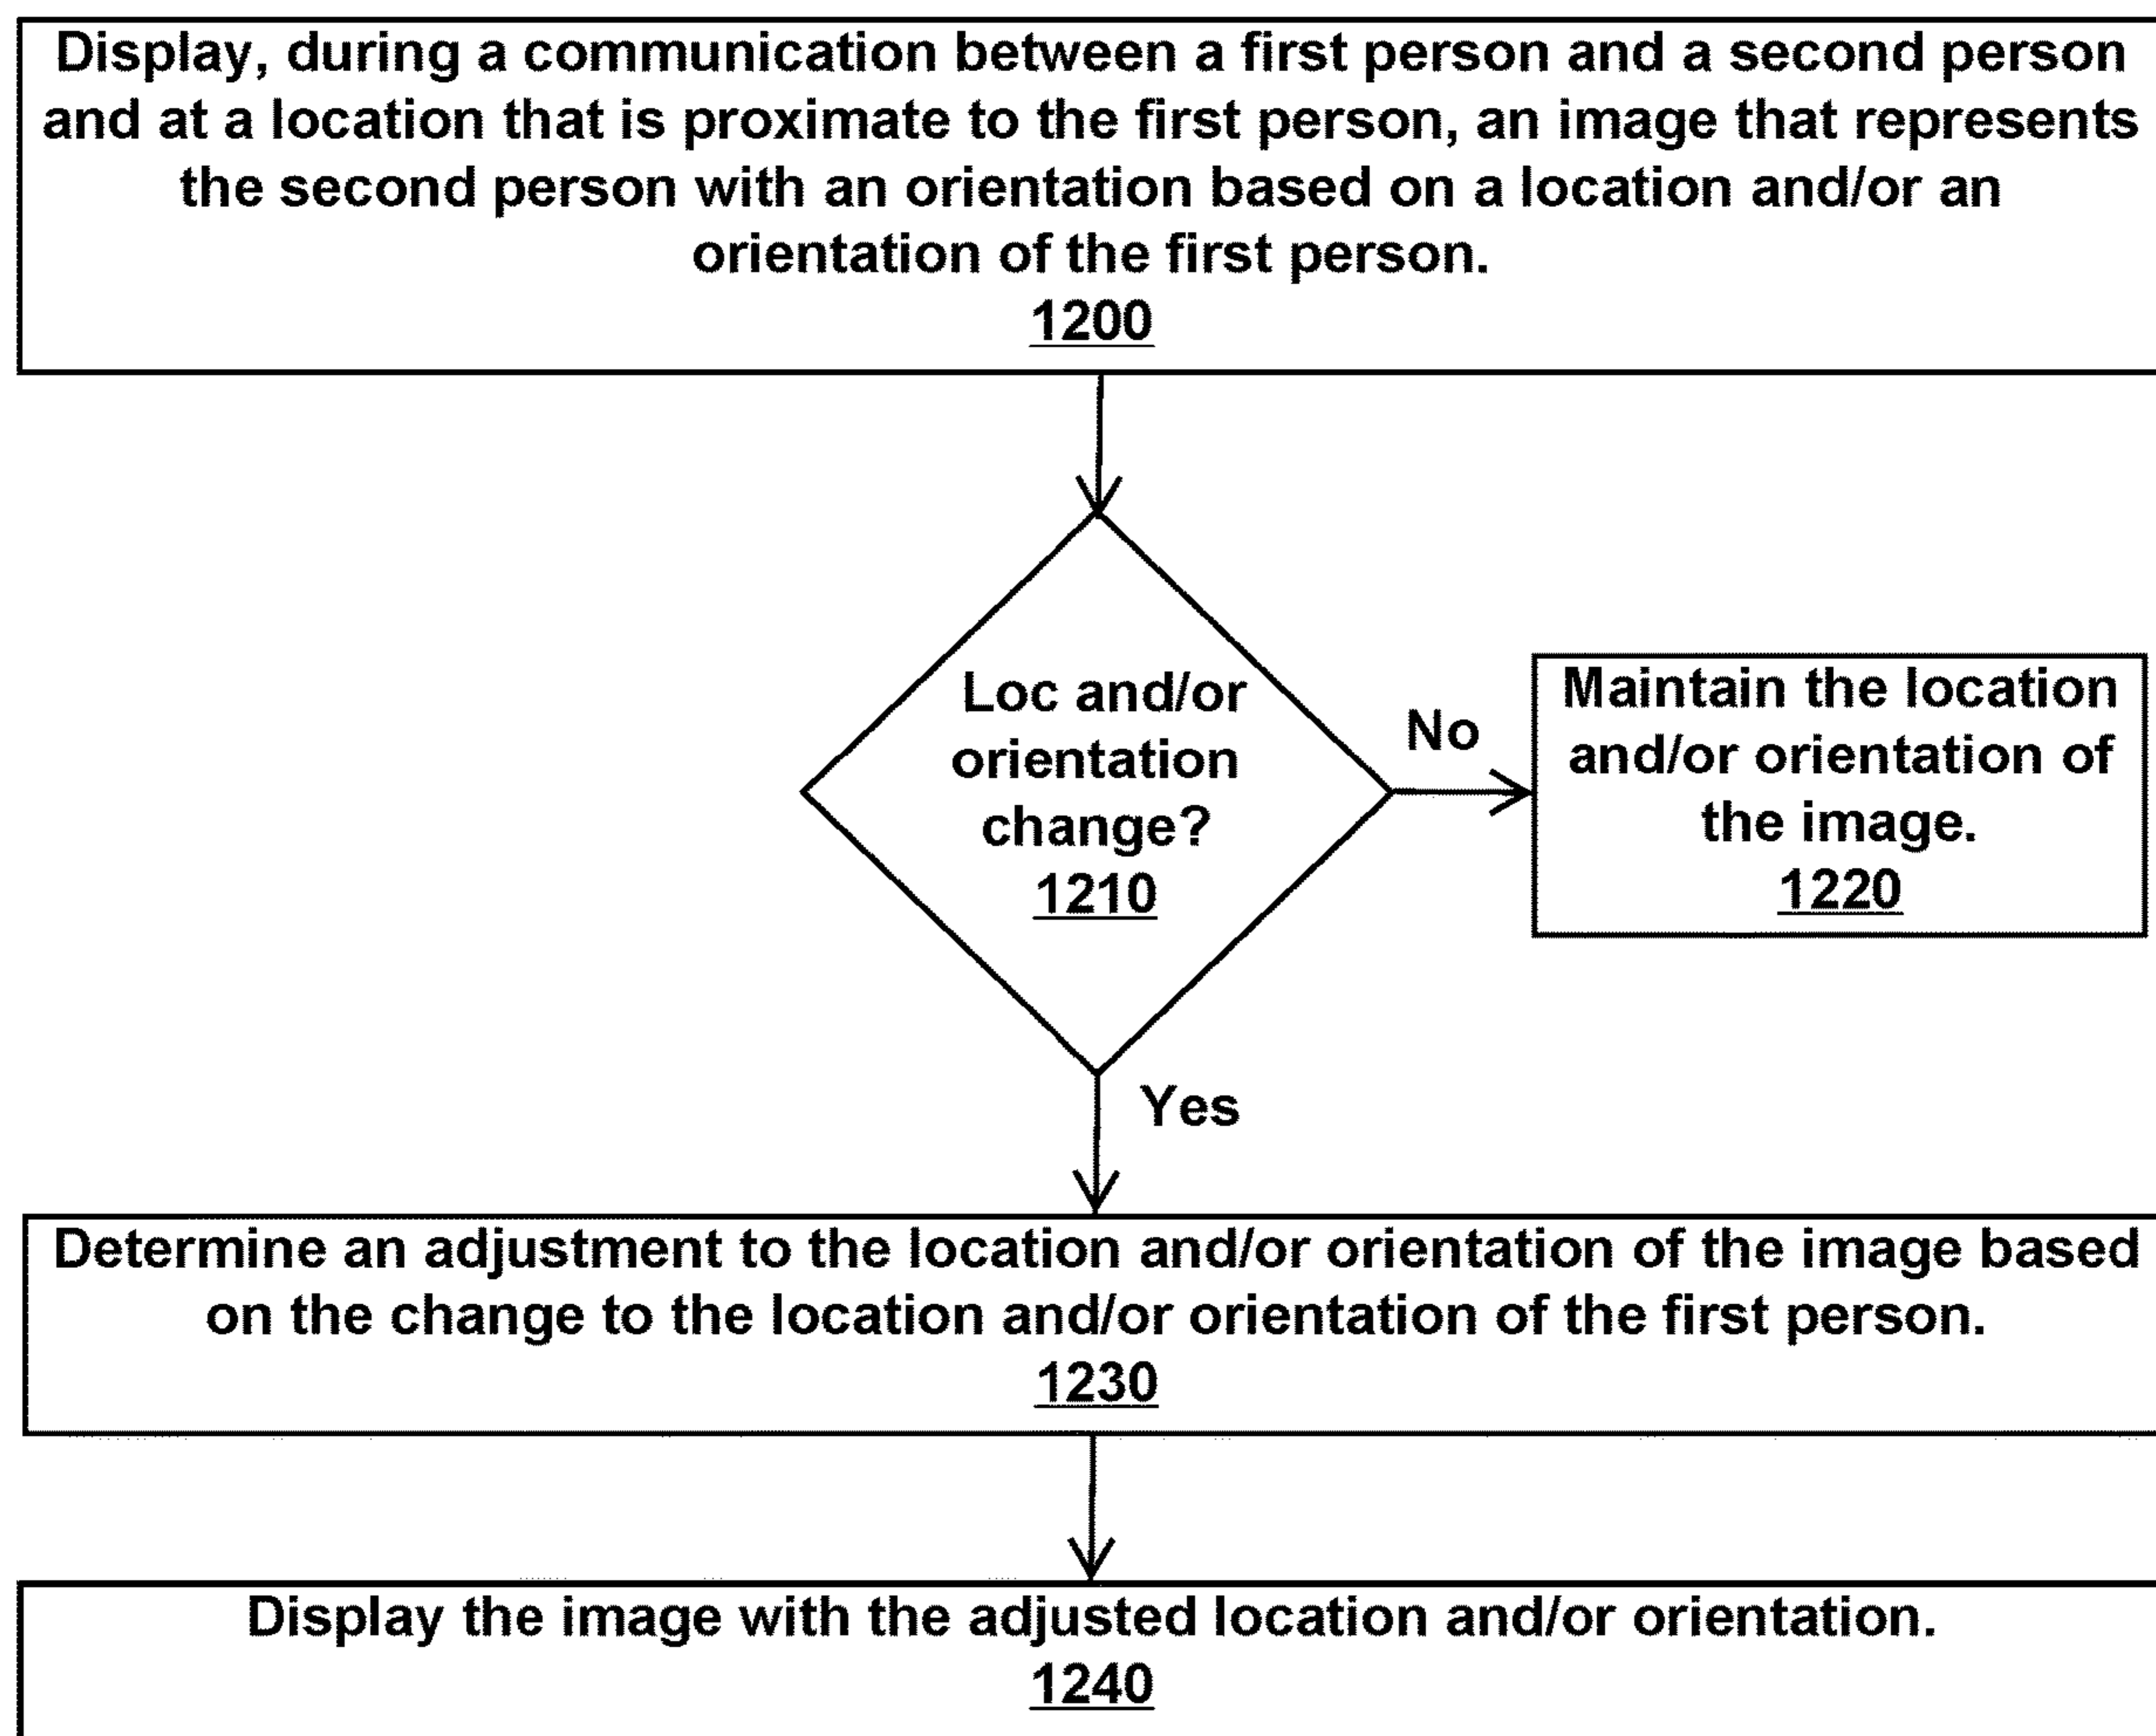 Display, during a communication between a first person and a second person
and at a location that is proximate to the first person, an image that represents
the second person with an orientation based on a location and/or an
orientation of the first person.
1200
Loc and/or
orientation
change?
1210
No
Maintain the location
and/or orientation of
the image.
1220
Yes
Determine an adjustment to the location and/or orientation of the image based
on the change to the location and/or orientation of the first person.
1230
Display the image with the adjusted location and/or orientation.
1240